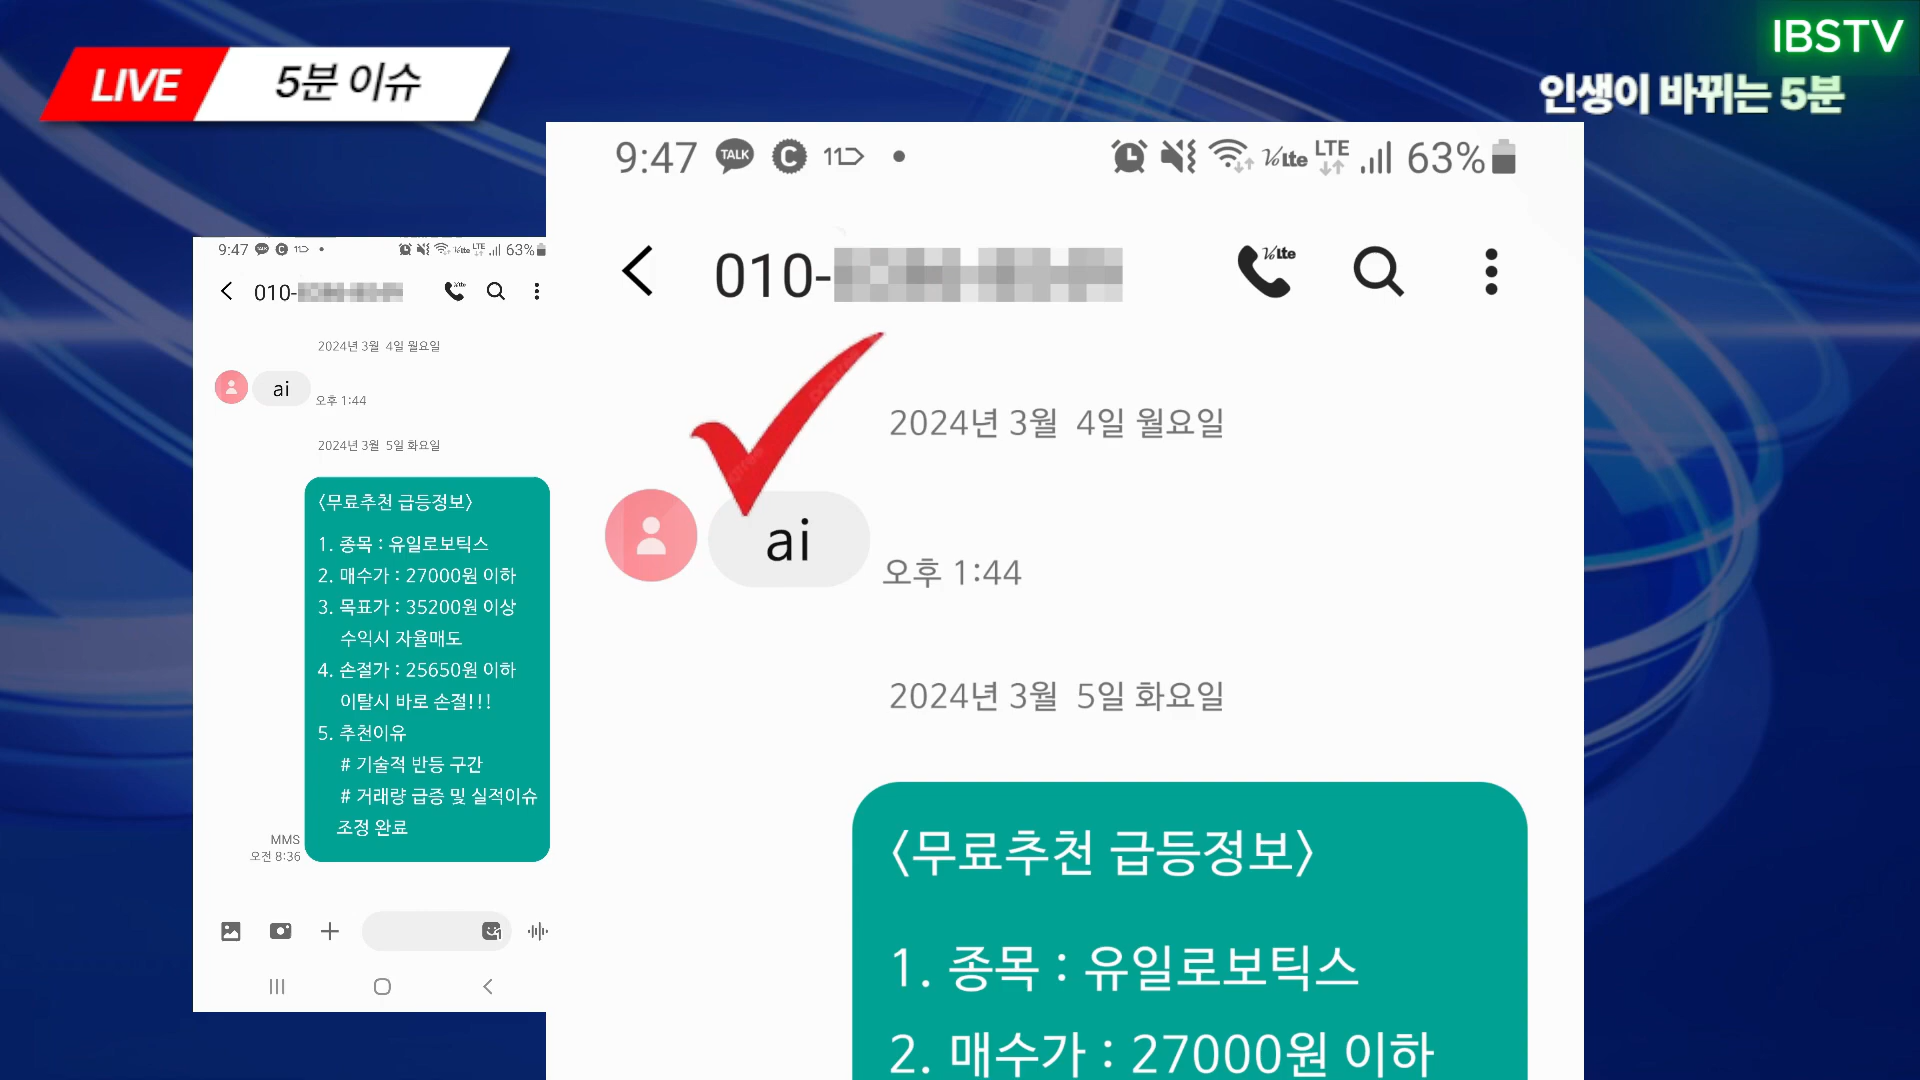 LIVE
5분 이슈
IBSTV
인생이 바뀌는 5분
9:47
TALK
LTE
63%
010-
2024년 3월 4일 월요일
ai
오후 1:44
2024년 3월 5일 화요일
〈무료추천 급등정보〉
1. 종목 : 유일로보틱스
2. 매수가 : 27000원 이하
3. 목표가 : 35200원 이상
수익시 자율매도
4. 손절가 : 25650원 이하
이탈시 바로 손절!!!
5. 추천이유
# 기술적 반등 구간
# 거래량 급증 및 실적이슈
조정 완료
MMS
오전 8:36
9:47
TALK
C
11
VoLte
LTE
63%
010-
VoLte
2024년 3월 4일 월요일
ai
오후 1:44
2024년 3월 5일 화요일
〈무료추천 급등정보〉
1. 종목 : 유일로보틱스
2. 매수가 : 27000원 이하